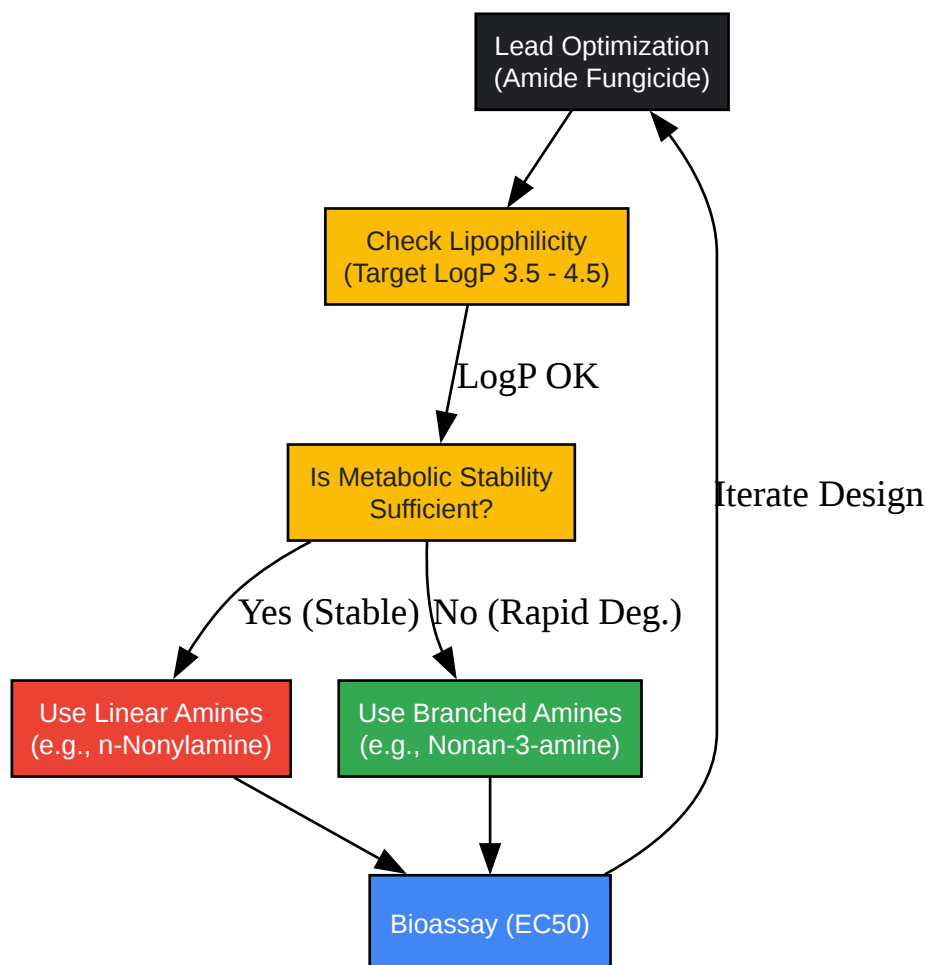 Lead Optimization
(Amide Fungicide)
Check Lipophilicity
(Target LogP 3.5 - 4.5)
LogP OK
Is Metabolic Stability
Sufficient?
Iterate Design
Yes (Stable)
No (Rapid Deg.)
Use Linear Amines
(e.g., n-Nonylamine)
Use Branched Amines
(e.g., Nonan-3-amine)
Bioassay (EC50)